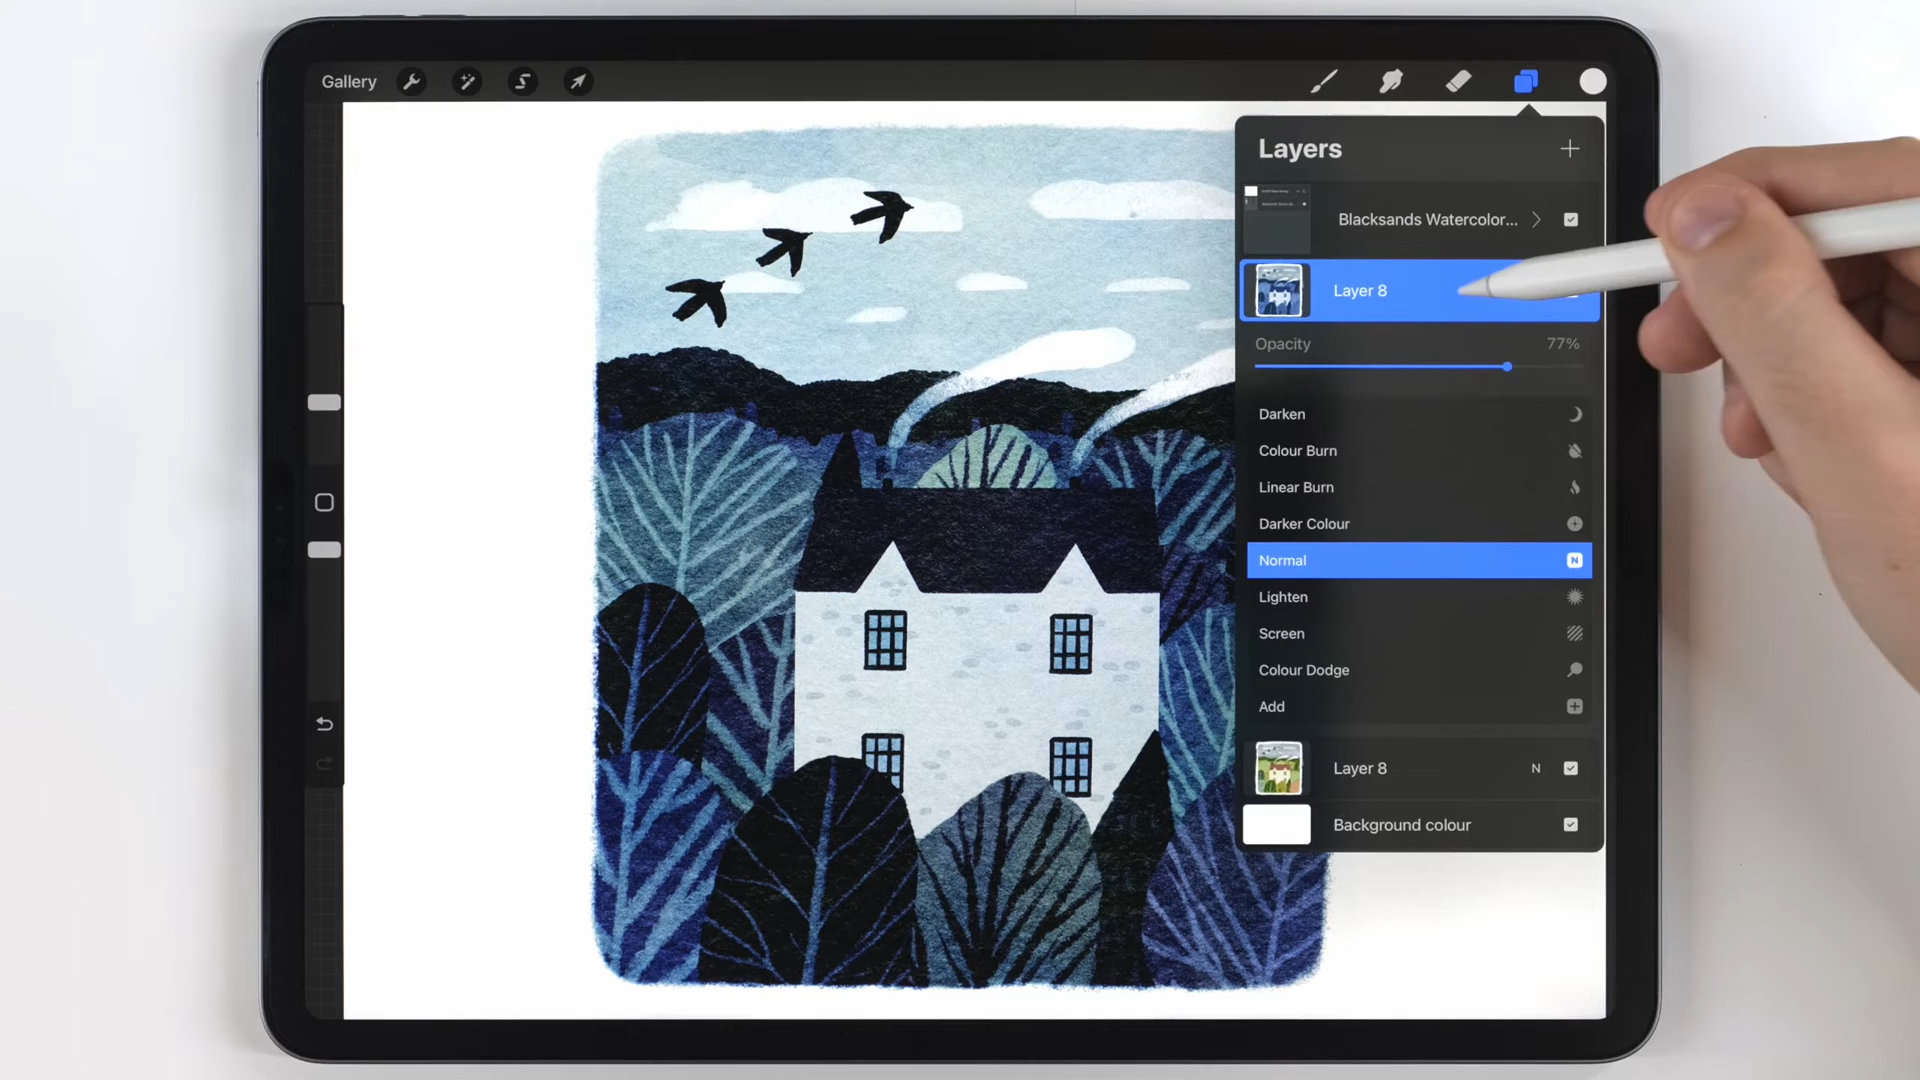 Gallery
Layers
Blacksands Watercolor...
Layer 8
Opacity
77%
Darken
Colour Burn
Linear Burn
Darker Colour
Normal
N
Lighten
Screen
Colour Dodge
Add
Layer 8
N
Background colour